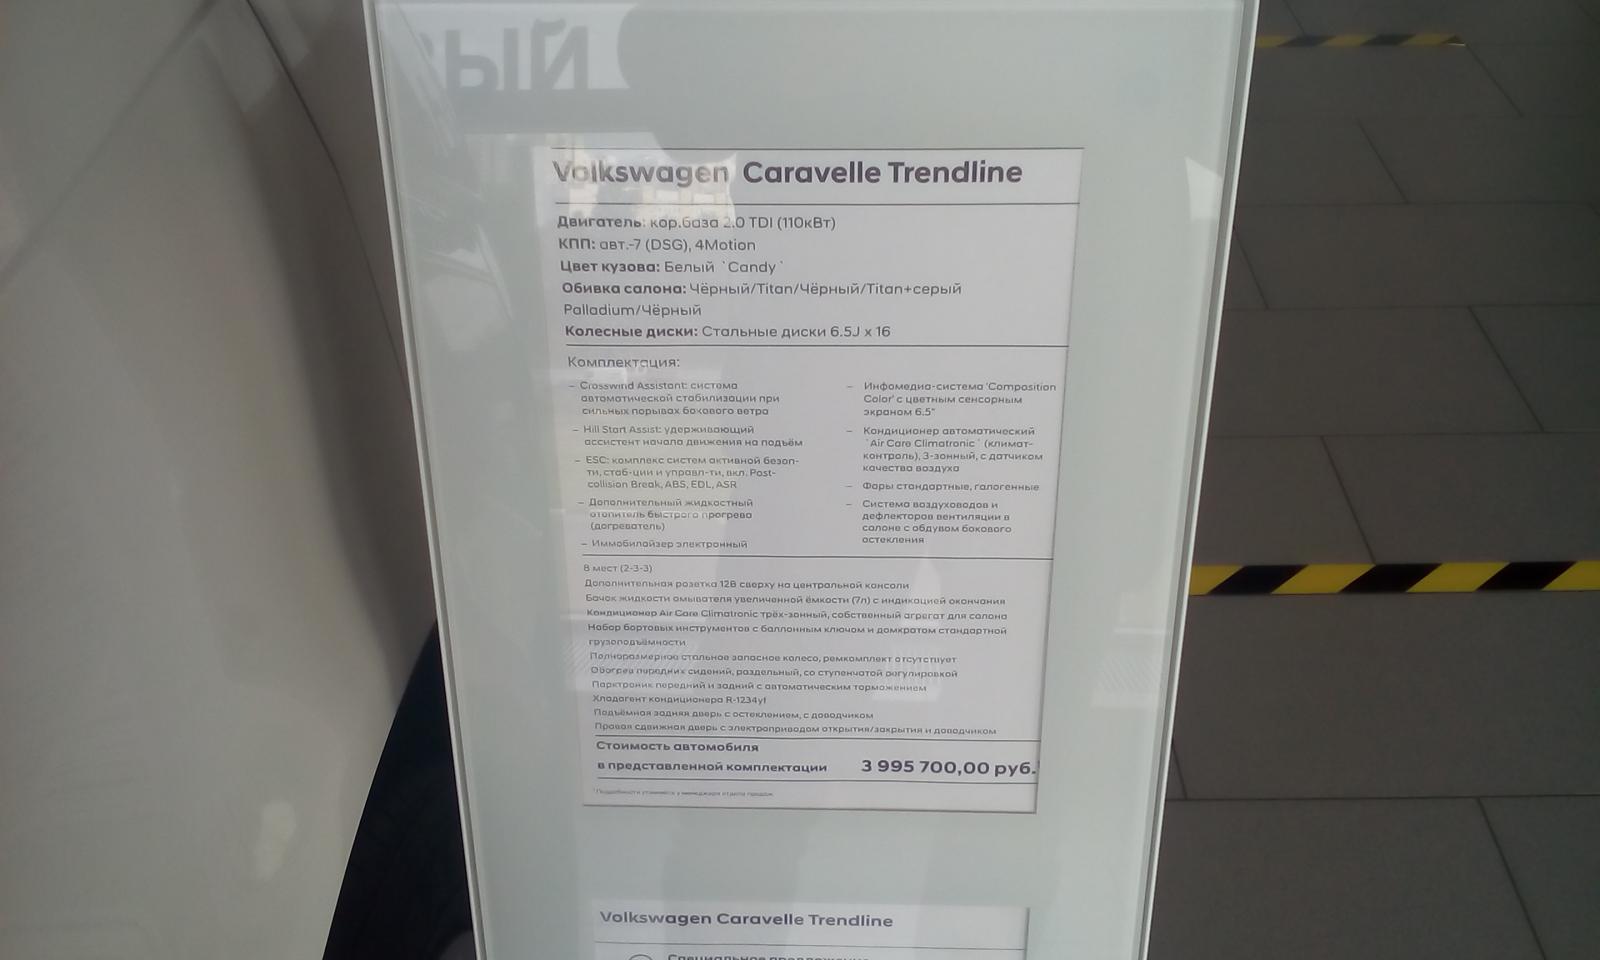 ЫЙ
Volkswagen Caravelle Trendline
Двигатель: кор.база 2.0 TDI (110кВт)
КПП: авт.-7 (DSG), 4Motion
Цвет кузова: Белый `Candy`
Обивка салона: Чёрный/Titan/Чёрный/Titan+серый
Palladium/Чёрный
Колесные диски: Стальные диски 6.5J x 16
Комплектация:
– Crosswind Assistant: система
автоматической стабилизации при
сильных порывах бокового ветра
– Hill Start Assist: удерживающий
ассистент начала движения на подъём
– ESC: комплекс систем активной безоп-
ти, стаб-ции и управл-ти, вкл. Post-
collision Break, ABS, EDL, ASR
– Дополнительный жидкостный
отопитель быстрого прогрева
(догреватель)
– Иммобилайзер электронный
– Инфомедиа-система 'Composition
Color' с цветным сенсорным
экраном 6.5"
– Кондиционер автоматический
`Air Care Climatronic` (климат-
контроль), 3-зонный, с датчиком
качества воздуха
– Фары стандартные, галогенные
– Система воздуховодов и
дефлекторов вентиляции в
салоне с обдувом бокового
остекления
8 мест (2-3-3)
Дополнительная розетка 12В сверху на центральной консоли
Бачок жидкости омывателя увеличенной ёмкости (7л) с индикацией окончания
Кондиционер Air Care Climatronic трёх-зонный, собственный агрегат для салона
Набор бортовых инструментов с баллонным ключом и домкратом стандартной
грузоподъёмности
Полноразмерное стальное запасное колесо, ремкомплект отсутствует
Обогрев передних сидений, раздельный, со ступенчатой регулировкой
Парктроник передний и задний с автоматическим торможением
Хладагент кондиционера R-1234yf
Подъёмная задняя дверь с остеклением, с доводчиком
Правая сдвижная дверь с электроприводом открытия/закрытия и доводчиком
Стоимость автомобиля
в представленной комплектации 3 995 700,00 руб.¹
¹Подробности уточняйте у менеджера отдела продаж
Volkswagen Caravelle Trendline
Специальное предложение